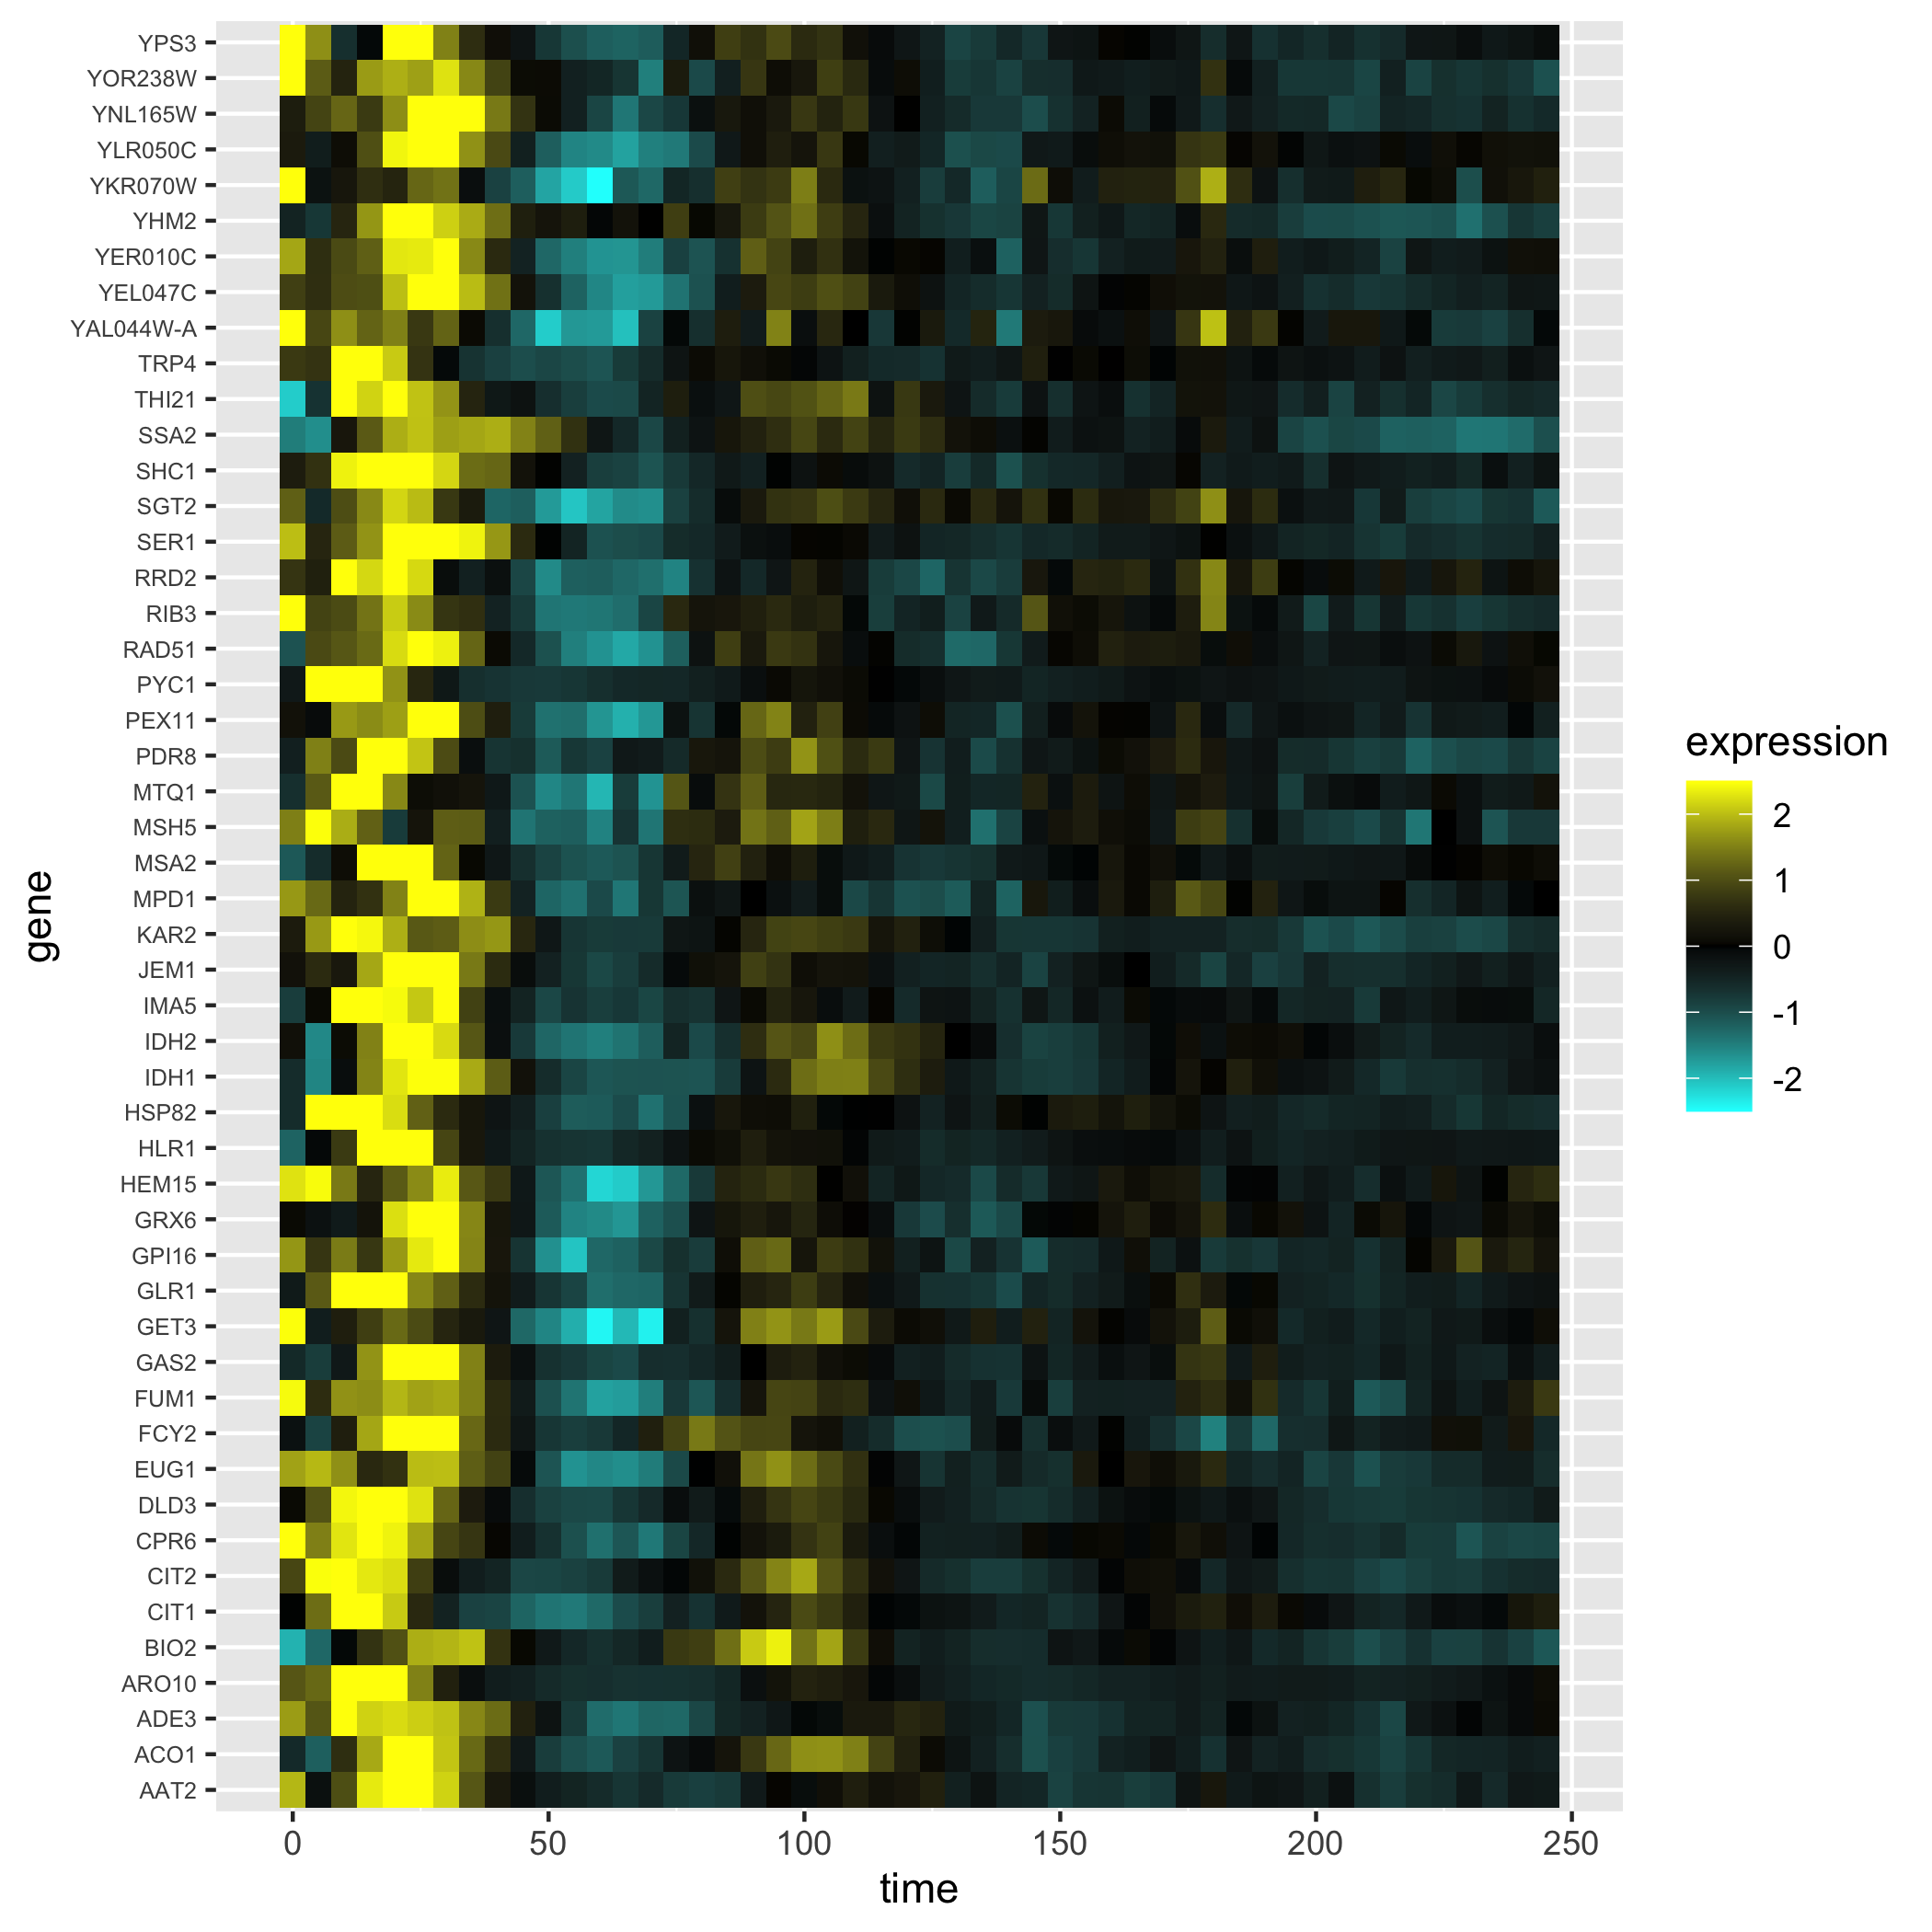 YPS3
YOR238W
YNL165W
YLR050C
YKR070W
YHM2
YER010C
YEL047C
YAL044W-A
TRP4
THI21
SSA2
SHC1
SGT2
SER1
RRD2
RIB3
RAD51
PYC1
PEX11
PDR8
MTQ1
MSH5
MSA2
MPD1
KAR2
JEM1
IMA5
IDH2
IDH1
HSP82
HLR1
HEM15
GRX6
GPI16
GLR1
GET3
GAS2
FUM1
FCY2
EUG1
DLD3
CPR6
CIT2
CIT1
BIO2
ARO10
ADE3
ACO1
AAT2
gene
0 50 100 150 200 250
time
expression
2
1
0
-1
-2